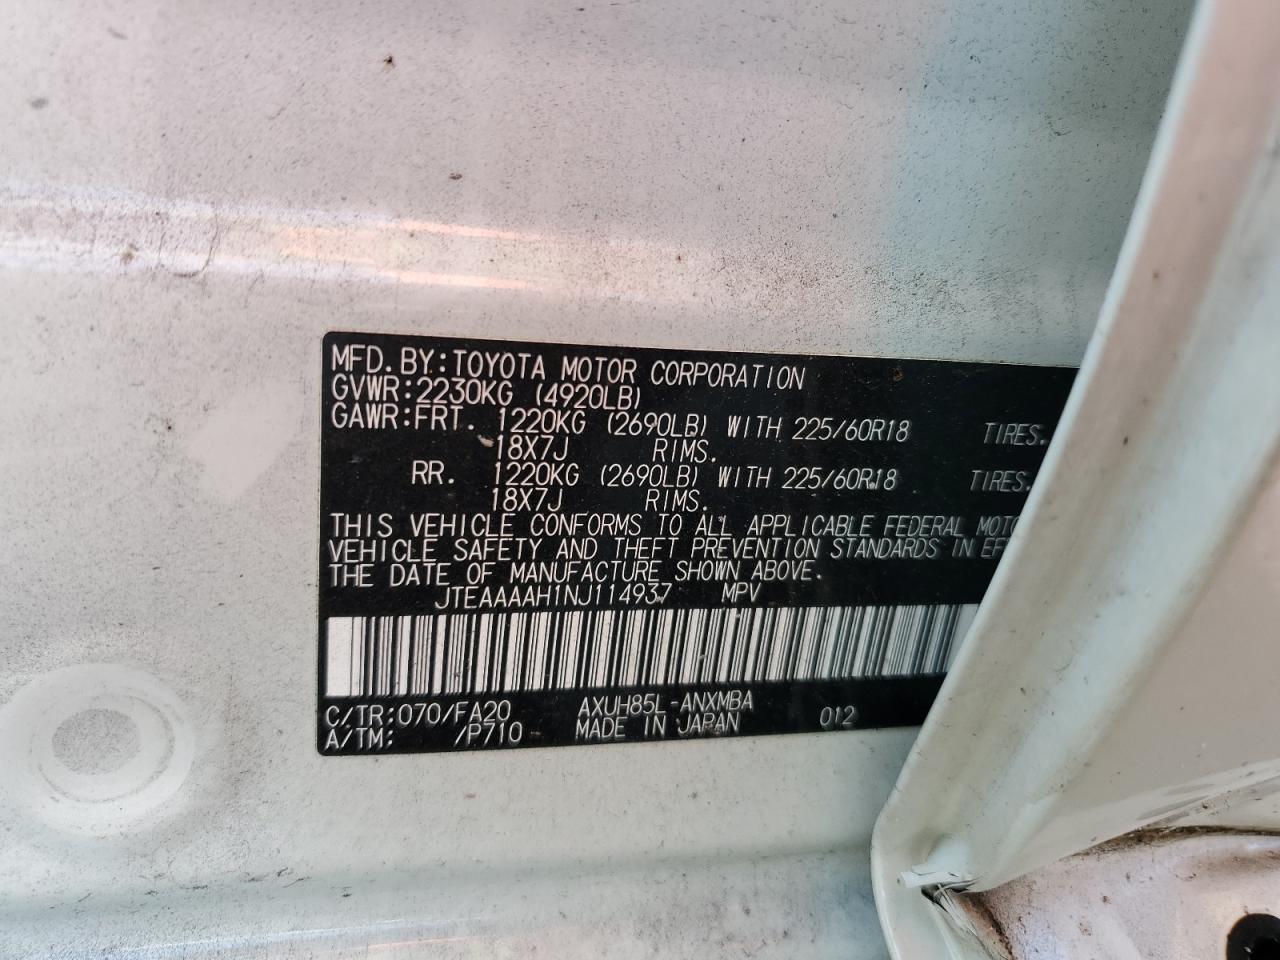 MFD.BY:TOYOTA MOTOR CORPORATION
GVWR:2230KG (4920LB)
GAWR:FRT. 1220KG (2690LB) WITH 225/60R18 TIRES.
18X7J RIMS.
RR. 1220KG (2690LB) WITH 225/60R18 TIRES.
18X7J RIMS.
THIS VEHICLE CONFORMS TO ALL APPLICABLE FEDERAL
VEHICLE SAFETY AND THEFT PREVENTION STANDARDS IN
THE DATE OF MANUFACTURE SHOWN ABOVE.
JTEAAAAH1NJ114937 MPV
C/TR:070/FA20 AXUH85L-ANXMBA
A/TM: /P710 MADE IN JAPAN 012